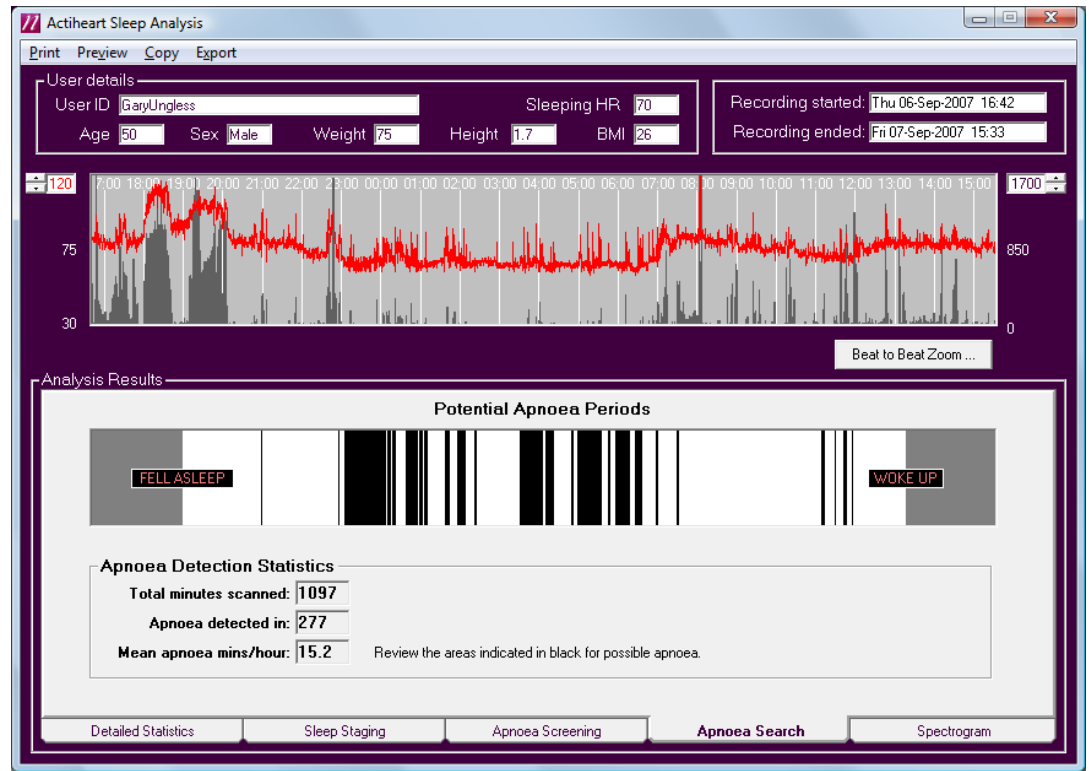 Actiheart Sleep Analysis
Print Preview Copy Export
User details
User ID GaryUngless Sleeping HR 70
Age 50 Sex Male Weight 75 Height 1.7 BMI 26
Recording started: Thu 06-Sep-2007 16:42
Recording ended: Fri 07-Sep-2007 15:33
120 7:00 18:00 19:00 20:00 21:00 22:00 23:00 00:00 01:00 02:00 03:00 04:00 05:00 06:00 07:00 08:00 09:00 10:00 11:00 12:00 13:00 14:00 15:00 1700
75 850
30 0
Beat to Beat Zoom ...
Analysis Results
Potential Apnoea Periods
FELL ASLEEP WOKE UP
Apnoea Detection Statistics
Total minutes scanned: 1097
Apnoea detected in: 277
Mean apnoea mins/hour: 15.2 Review the areas indicated in black for possible apnoea.
Detailed Statistics Sleep Staging Apnoea Screening Apnoea Search Spectrogram